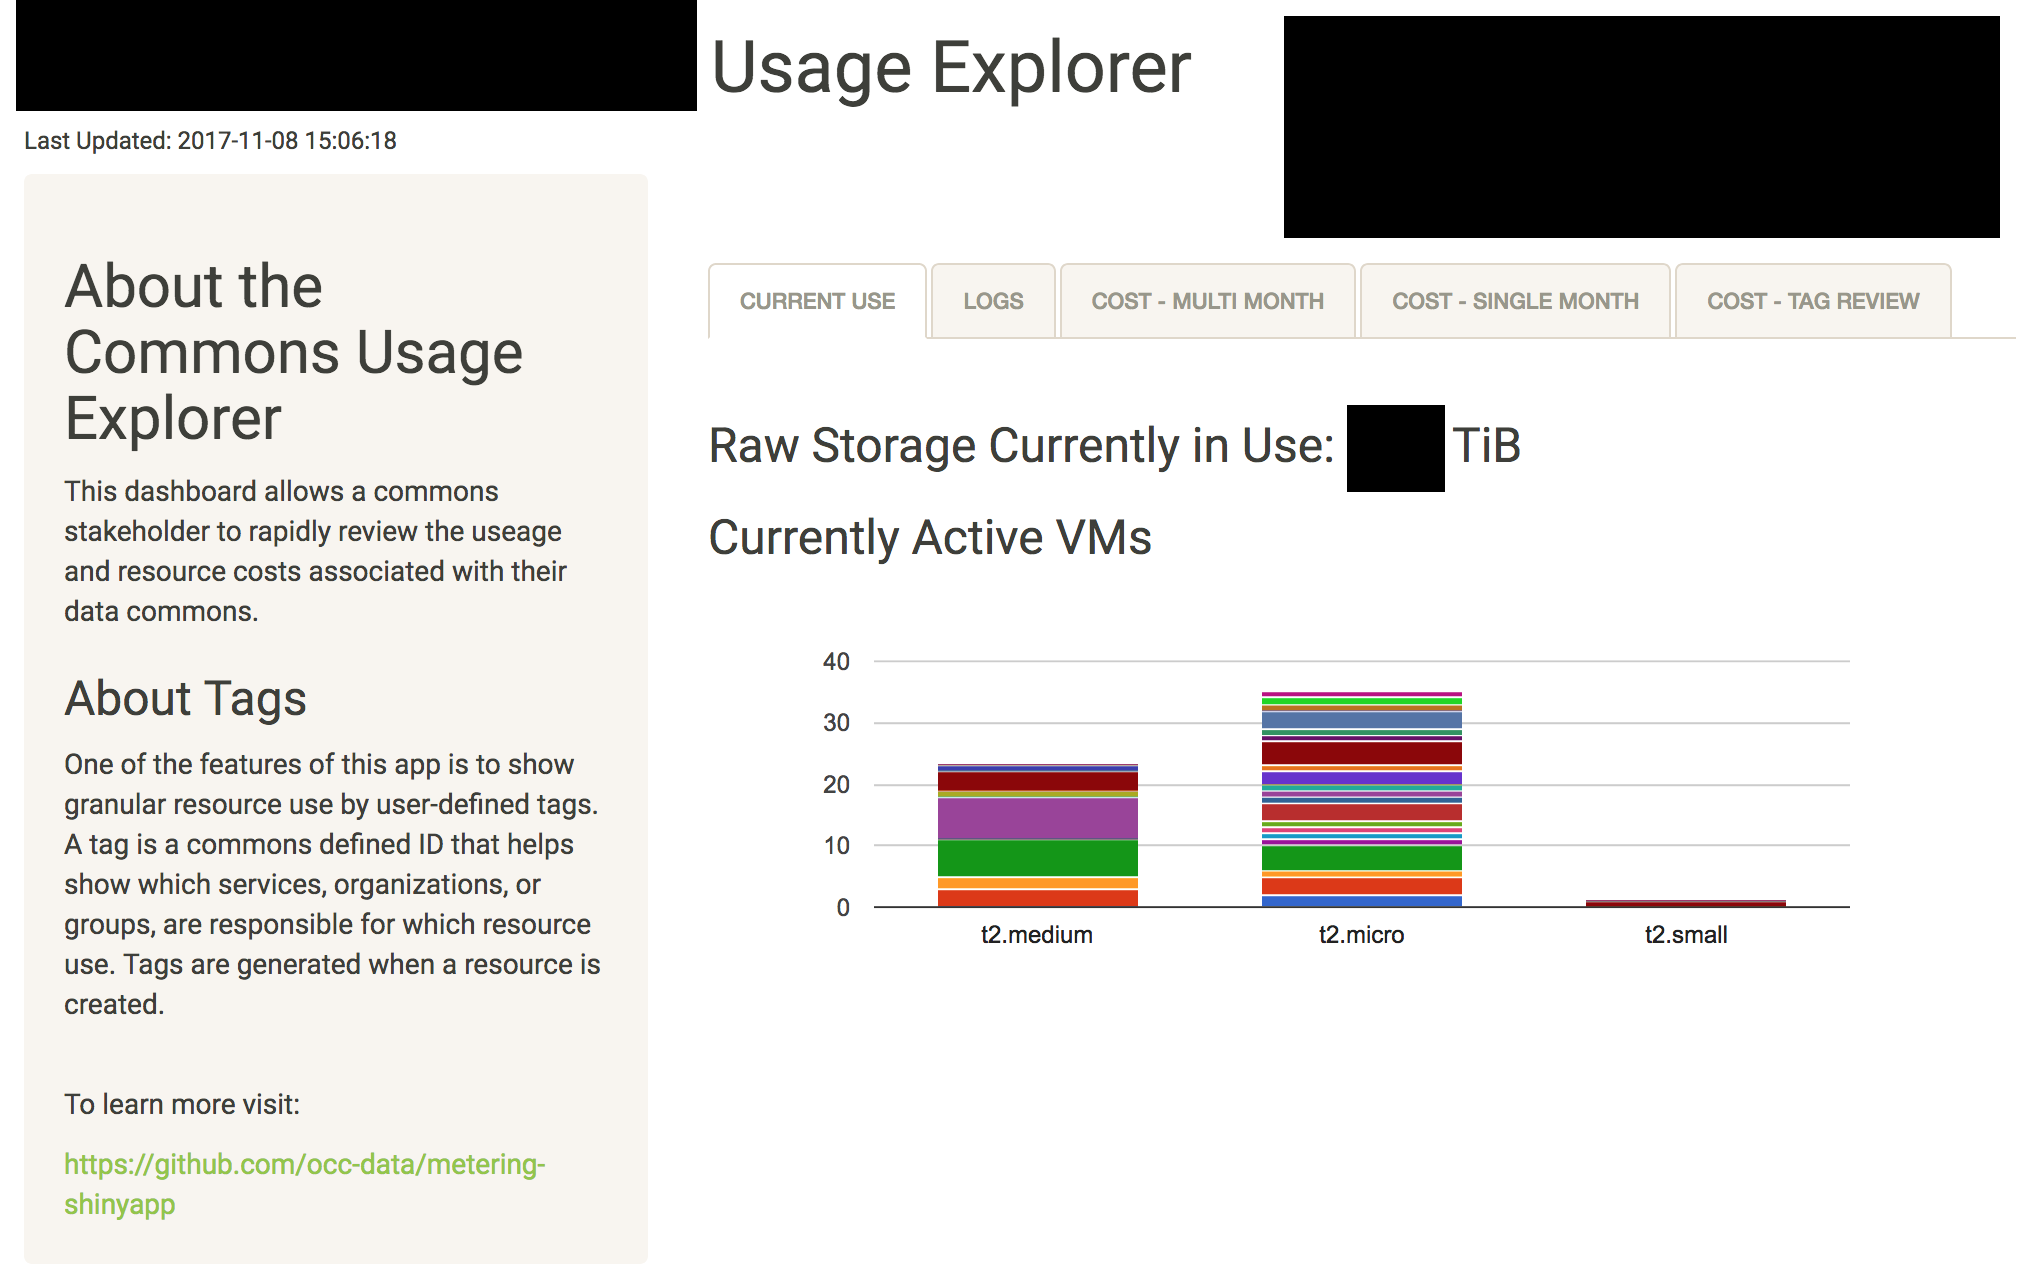 Usage Explorer
Last Updated: 2017-11-08 15:06:18
About the
Commons Usage
Explorer
This dashboard allows a commons
stakeholder to rapidly review the useage
and resource costs associated with their
data commons.
About Tags
One of the features of this app is to show
granular resource use by user-defined tags.
A tag is a commons defined ID that helps
show which services, organizations, or
groups, are responsible for which resource
use. Tags are generated when a resource is
created.
To learn more visit:
https://github.com/occ-data/metering-
shinyapp
CURRENT USE
LOGS
COST - MULTI MONTH
COST - SINGLE MONTH
COST - TAG REVIEW
Raw Storage Currently in Use: TiB
Currently Active VMs
40
30
20
10
0
t2.medium
t2.micro
t2.small